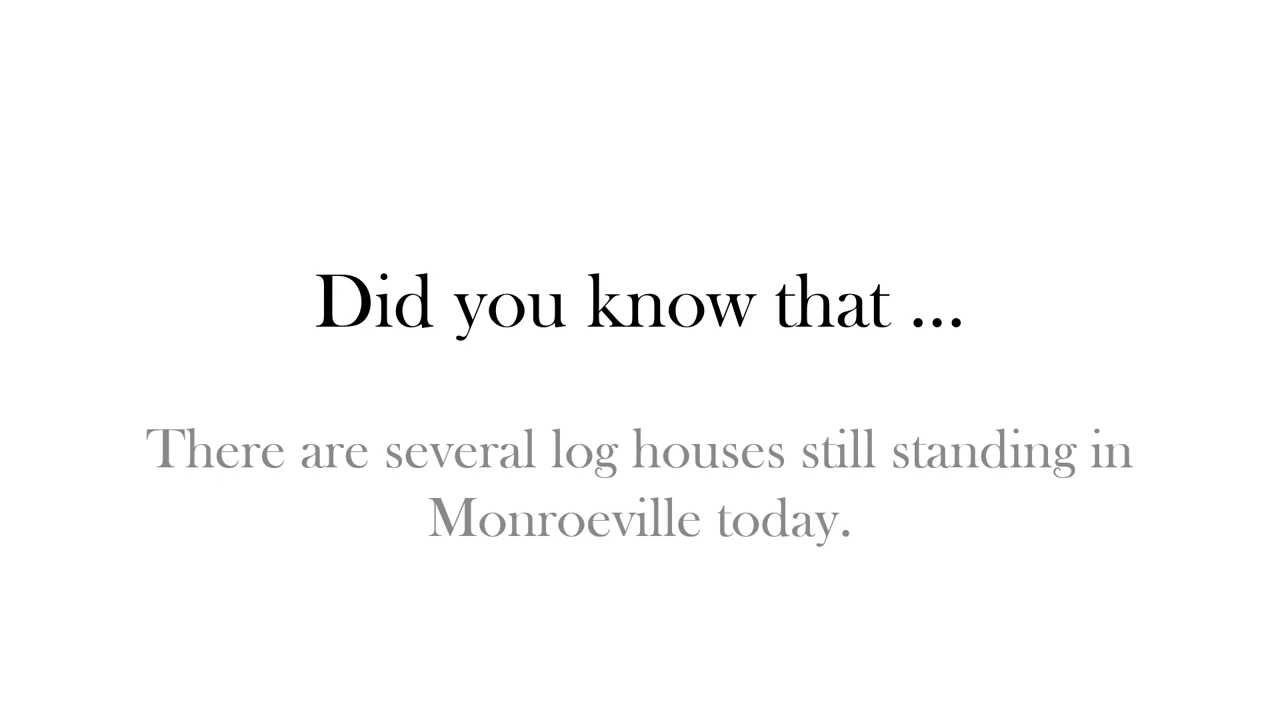 Did you know that ...
There are several log houses still standing in
Monroeville today.